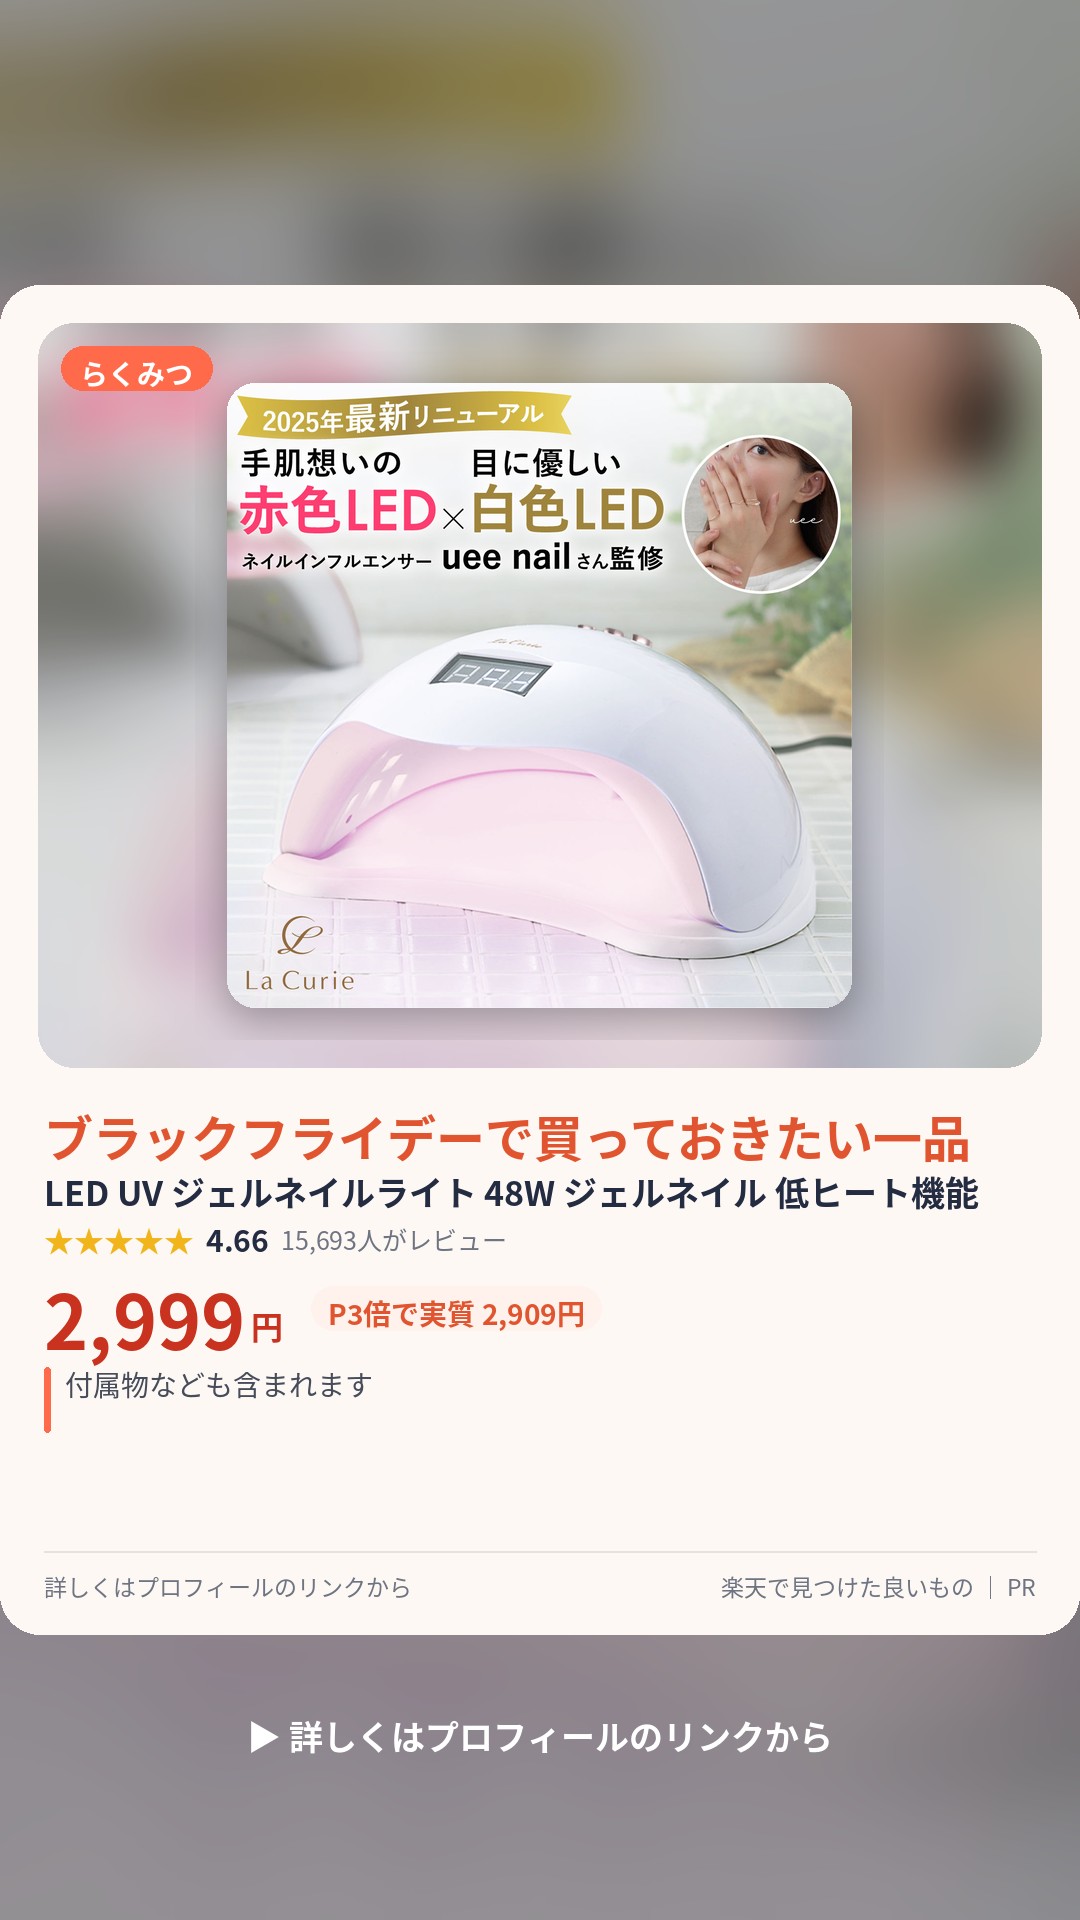 らくみつ
2025年最新リニューアル
手肌想いの 目に優しい
赤色LED×白色LED
ネイルインフルエンサー uee nailさん監修
uee
La Curie
La Curie
ブラックフライデーで買っておきたい一品
LED UV ジェルネイルライト 48W ジェルネイル 低ヒート機能
★★★★★ 4.66 15,693人がレビュー
2,999円 P3倍で実質 2,909円
付属物なども含まれます
詳しくはプロフィールのリンクから 楽天で見つけた良いもの｜PR
▶ 詳しくはプロフィールのリンクから